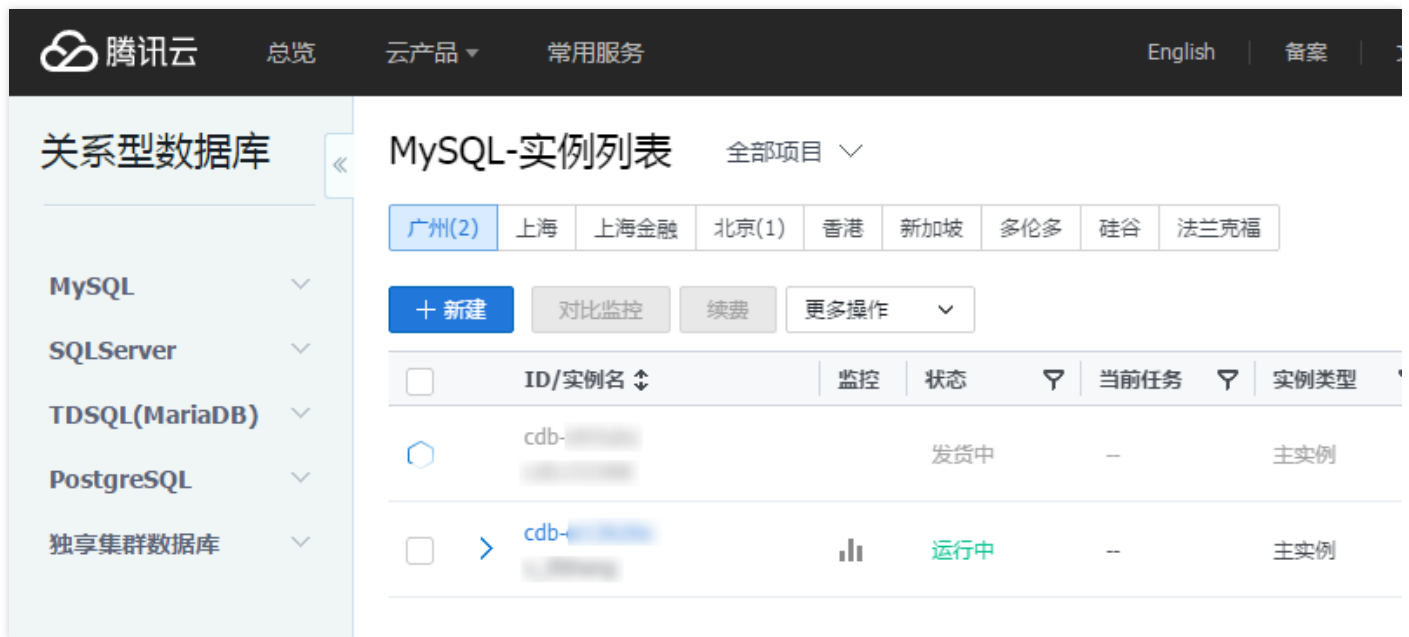 腾讯云 总览 云产品 常用服务 English 备案
关系型数据库
MySQL
SQLServer
TDSQL(MariaDB)
PostgreSQL
独享集群数据库
MySQL-实例列表 全部项目
广州(2) 上海 上海金融 北京(1) 香港 新加坡 多伦多 硅谷 法兰克福
+ 新建 对比监控 续费 更多操作
ID/实例名 监控 状态 当前任务 实例类型
cdb-
发货中 -- 主实例
cdb-
运行中 -- 主实例